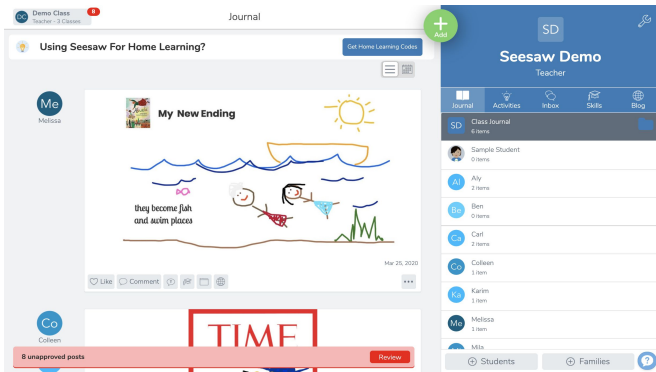 DC
Demo Class
Teacher - 3 Classes
8
Journal
Add
Using Seesaw For Home Learning?
Get Home Learning Codes
Me
Melissa
My New Ending
they become fish
and swim places
Mar 25, 2020
Like
Comment
Co
Colleen
TIME
8 unapproved posts
Review
SD
Seesaw Demo
Teacher
Journal
Activities
Inbox
Skills
Blog
SD
Class Journal
6 items
Sample Student
0 items
Al
Aly
2 items
Be
Ben
0 items
Ca
Carl
2 items
Co
Colleen
1 item
Ka
Karim
1 item
Me
Melissa
1 item
Mila
Students
Families
?